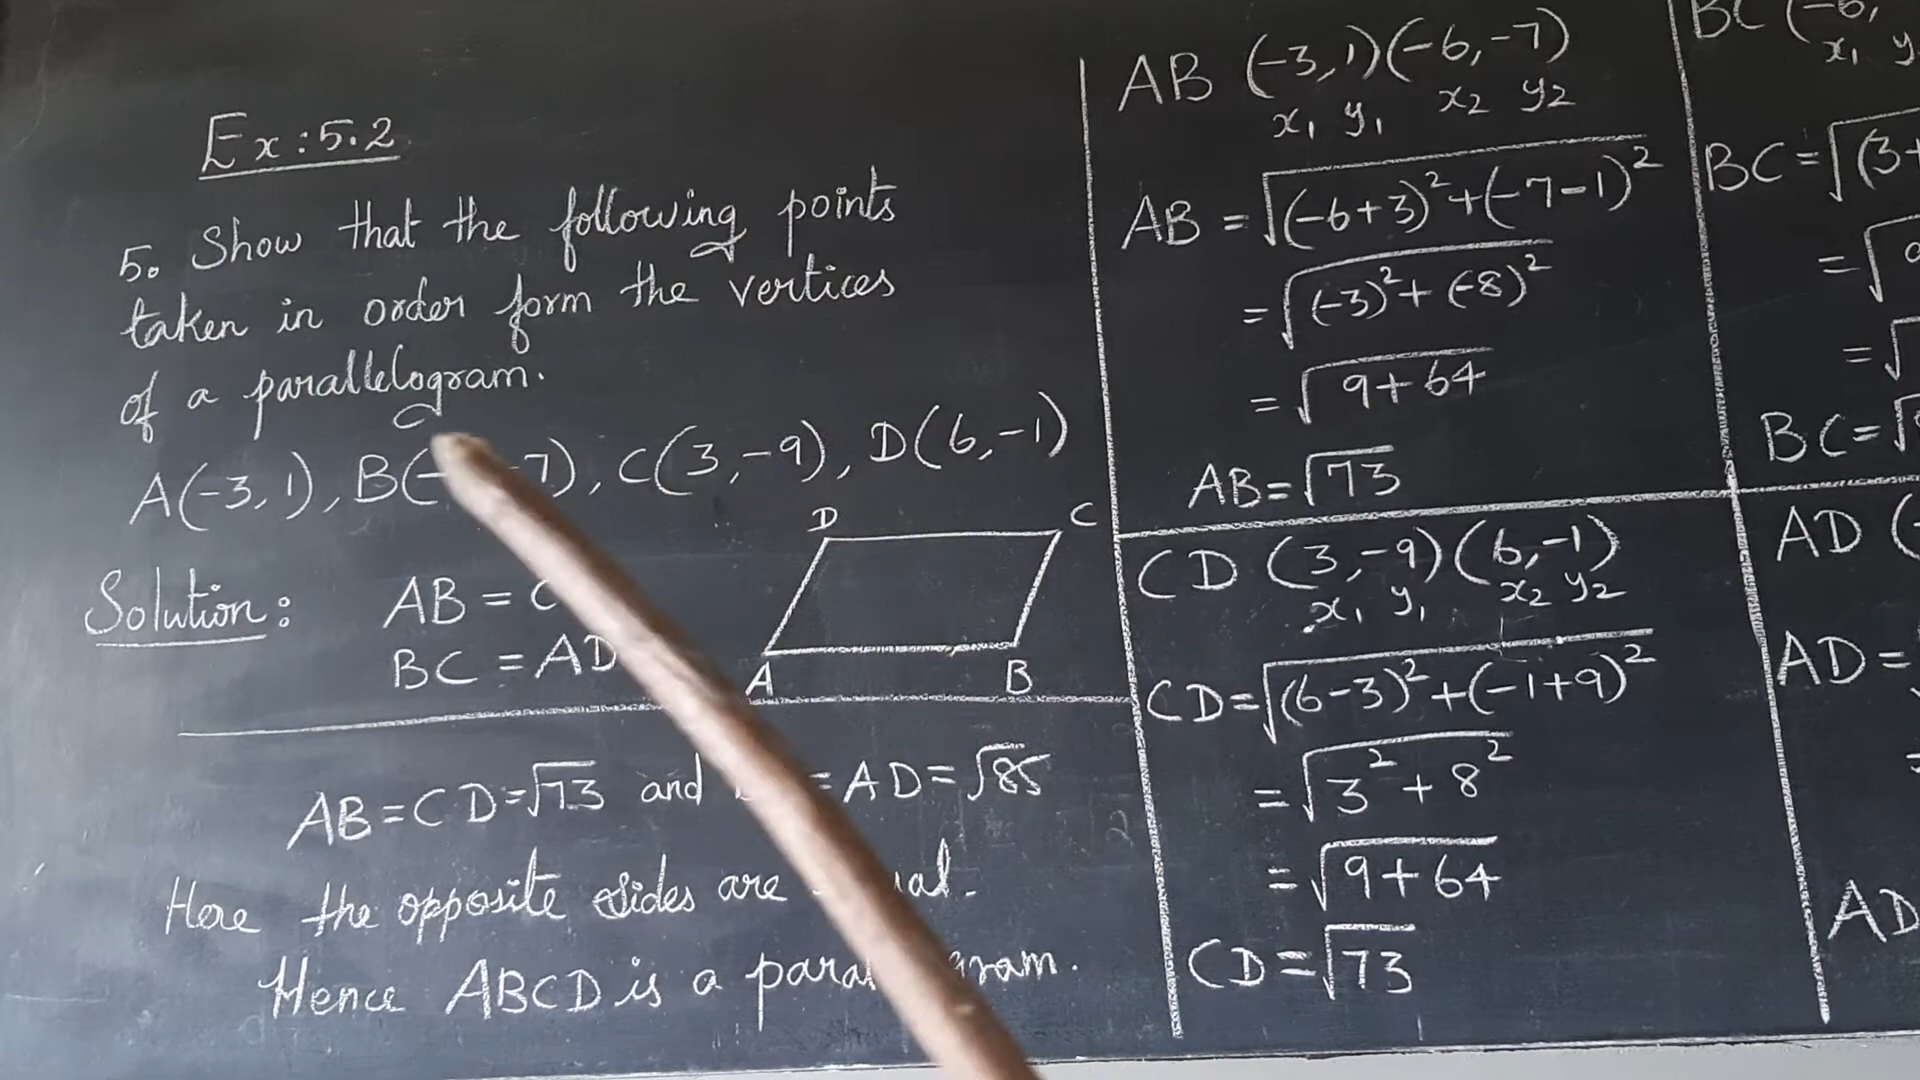 Ex: 5.2
5. Show that the following points
taken in order form the vertices
of a parallelogram.
A(-3,1), B(- -7), C(3,-9), D(6,-1)
Solution: AB = C
BC = AD
D C
A B
AB=CD=√73 and =AD=√85
Here the opposite sides are
Hence ABCD is a
AB (-3,1)(-6,-7)
x₁ y₁ x₂ y₂
AB = √(-6+3)²+(-7-1)²
= √(-3)²+(-8)²
= √9+64
AB=√73
CD (3,-9)(6,-1)
x₁ y₁ x₂ y₂
CD=√(6-3)²+(-1+9)²
= √3²+8²
= √9+64
CD=√73
BC (-6,
x₁ y
BC=√(3+
=√
=√
BC=√
AD (-
AD=
=
AD